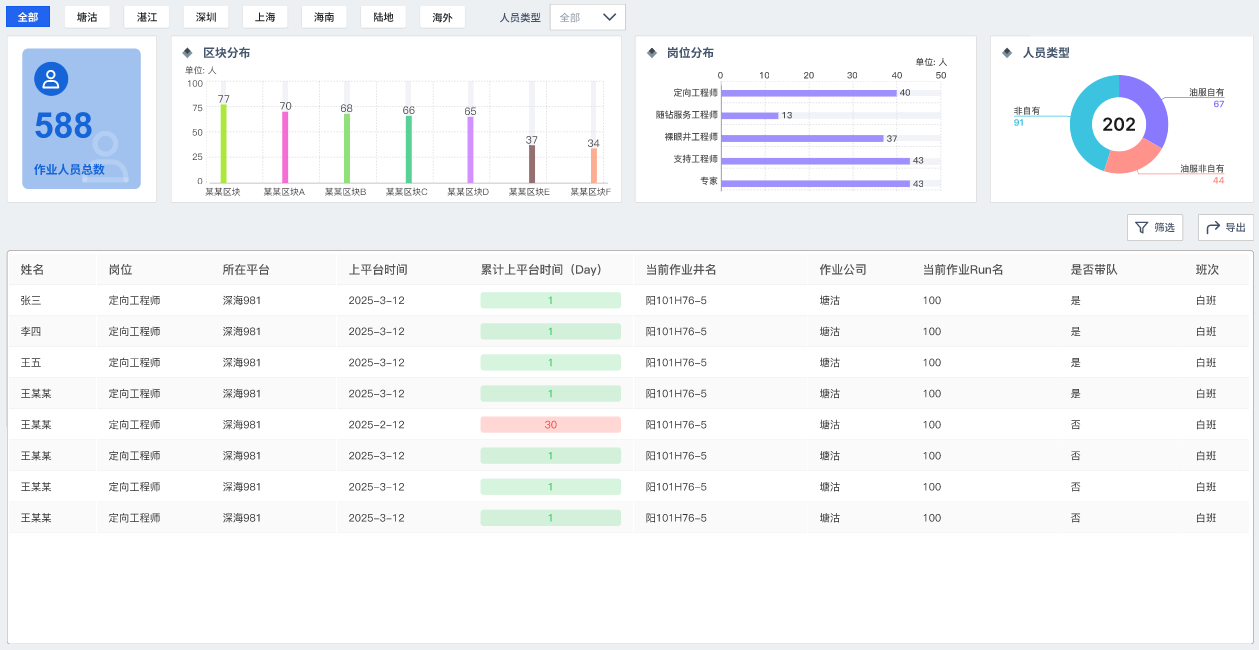 全部 塘沽 湛江 深圳 上海 海南 陆地 海外 人员类型 全部
588
作业人员总数
区块分布
单位: 人
100
75
50
25
0
77 70 68 66 65 37 34
某某区块 某某区块A 某某区块B 某某区块C 某某区块D 某某区块E 某某区块F
岗位分布
单位: 人
0 10 20 30 40 50
定向工程师 40
随钻服务工程师 13
裸眼井工程师 37
支持工程师 43
专家 43
人员类型
油服自有
67
非自有
91
202
油服非自有
44
筛选 导出
姓名 岗位 所在平台 上平台时间 累计上平台时间（Day） 当前作业井名 作业公司 当前作业Run名 是否带队 班次
张三 定向工程师 深海981 2025-3-12 1 阳101H76-5 塘沽 100 是 白班
李四 定向工程师 深海981 2025-3-12 1 阳101H76-5 塘沽 100 是 白班
王五 定向工程师 深海981 2025-3-12 1 阳101H76-5 塘沽 100 是 白班
王某某 定向工程师 深海981 2025-3-12 1 阳101H76-5 塘沽 100 是 白班
王某某 定向工程师 深海981 2025-2-12 30 阳101H76-5 塘沽 100 否 白班
王某某 定向工程师 深海981 2025-3-12 1 阳101H76-5 塘沽 100 否 白班
王某某 定向工程师 深海981 2025-3-12 1 阳101H76-5 塘沽 100 否 白班
王某某 定向工程师 深海981 2025-3-12 1 阳101H76-5 塘沽 100 否 白班